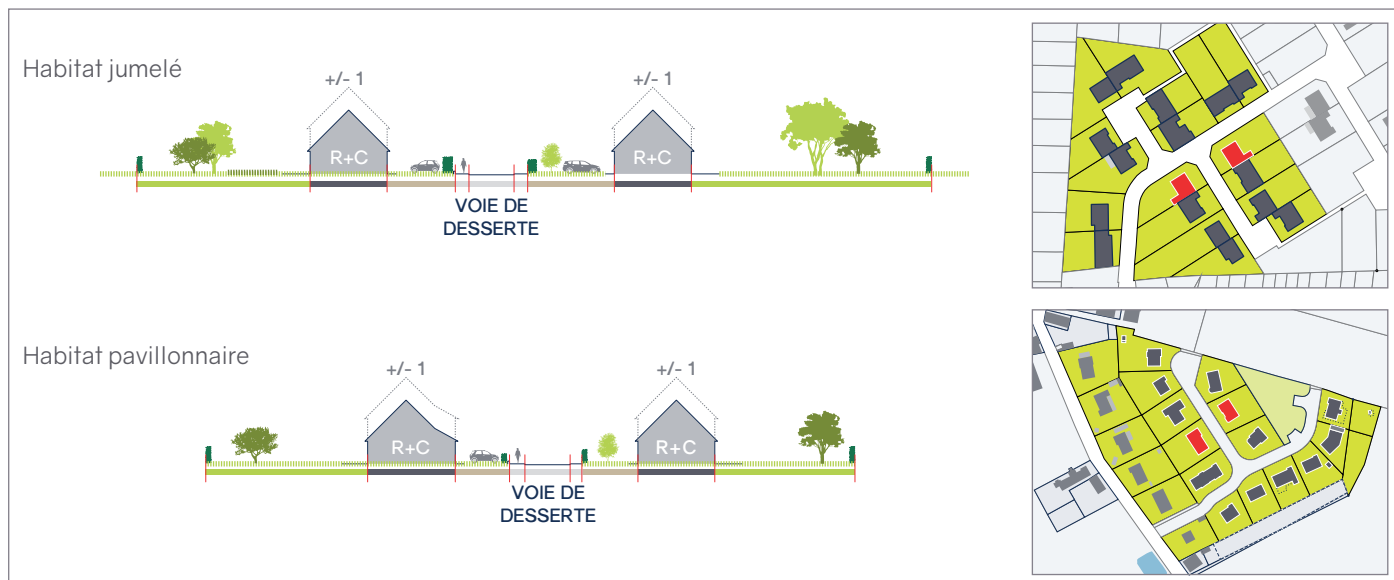 Habitat jumelé
+/- 1
+/- 1
R+C
R+C
VOIE DE
DESSERTE
Habitat pavillonnaire
+/- 1
+/- 1
R+C
R+C
VOIE DE
DESSERTE